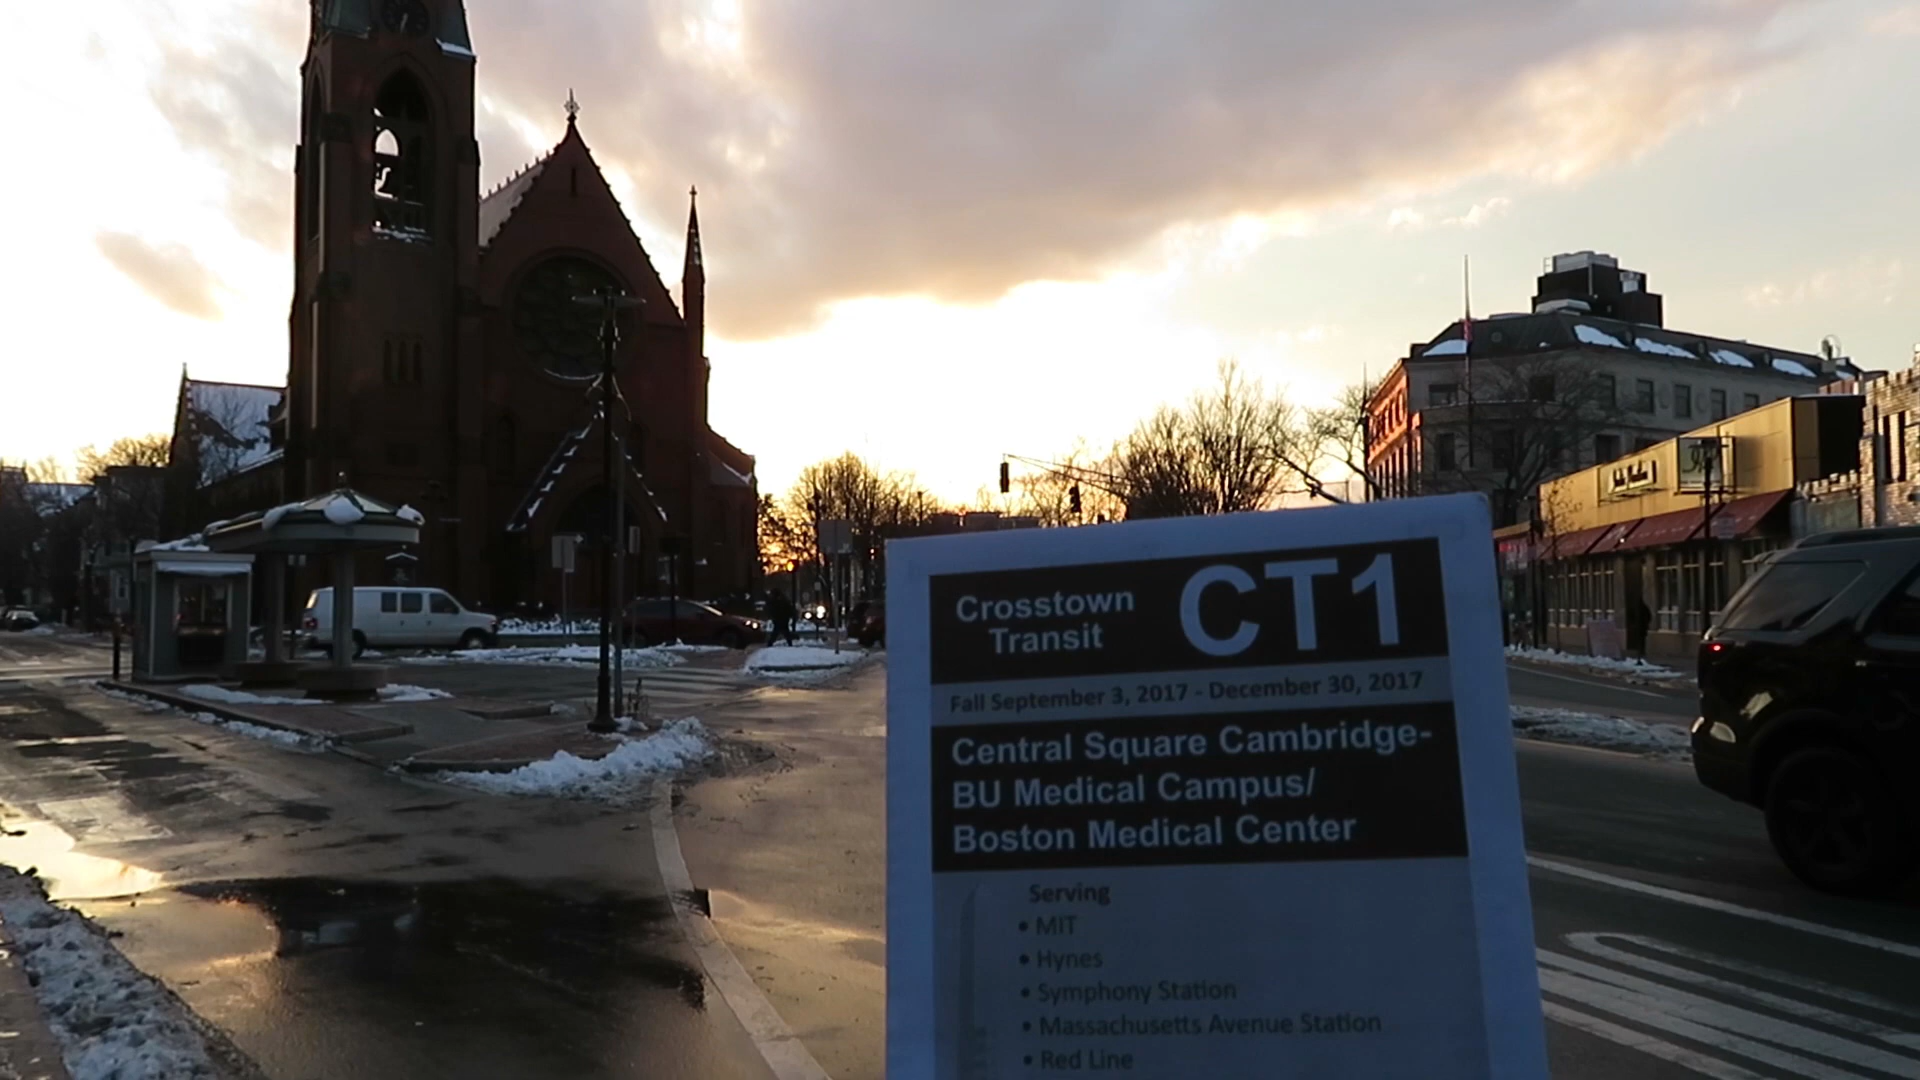 Crosstown
Transit
CT1
Fall September 3, 2017 - December 30, 2017
Central Square Cambridge-
BU Medical Campus/
Boston Medical Center
Serving
• MIT
• Hynes
• Symphony Station
• Massachusetts Avenue Station
• Red Line